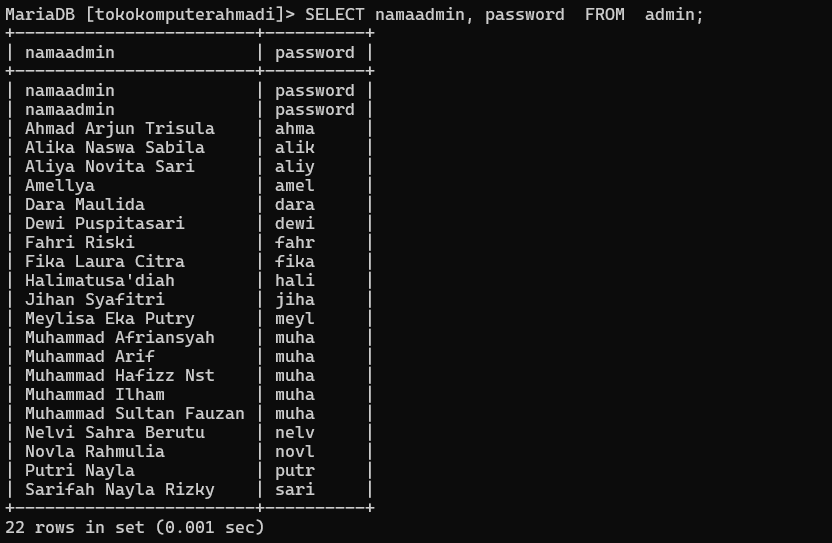 MariaDB [tokokomputerahmadi]> SELECT namaadmin, password  FROM  admin;
+------------------------+----------+
| namaadmin              | password |
+------------------------+----------+
| namaadmin              | password |
| namaadmin              | password |
| Ahmad Arjun Trisula    | ahma     |
| Alika Naswa Sabila     | alik     |
| Aliya Novita Sari      | aliy     |
| Amellya                | amel     |
| Dara Maulida           | dara     |
| Dewi Puspitasari       | dewi     |
| Fahri Riski            | fahr     |
| Fika Laura Citra       | fika     |
| Halimatusa'diah        | hali     |
| Jihan Syafitri         | jiha     |
| Meylisa Eka Putry      | meyl     |
| Muhammad Afriansyah    | muha     |
| Muhammad Arif          | muha     |
| Muhammad Hafizz Nst    | muha     |
| Muhammad Ilham         | muha     |
| Muhammad Sultan Fauzan | muha     |
| Nelvi Sahra Berutu     | nelv     |
| Novla Rahmulia         | novl     |
| Putri Nayla            | putr     |
| Sarifah Nayla Rizky    | sari     |
+------------------------+----------+
22 rows in set (0.001 sec)